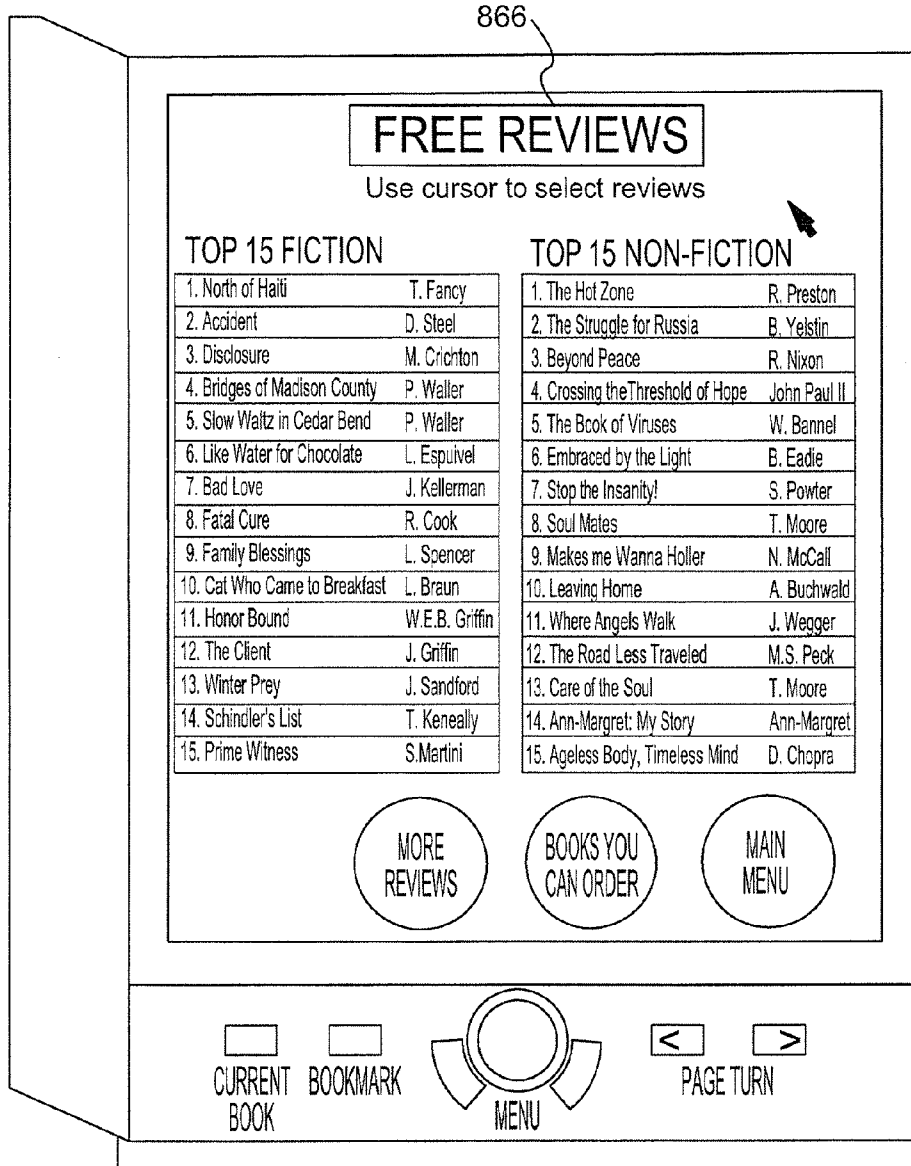 866
FREE REVIEWS
Use cursor to select reviews
TOP 15 FICTION
1. North of Haiti T. Fancy
2. Accident D. Steel
3. Disclosure M. Crichton
4. Bridges of Madison County P. Waller
5. Slow Waltz in Cedar Bend P. Waller
6. Like Water for Chocolate L. Espuivel
7. Bad Love J. Kellerman
8. Fatal Cure R. Cook
9. Family Blessings L. Spencer
10. Cat Who Came to Breakfast L. Braun
11. Honor Bound W.E.B. Griffin
12. The Client J. Griffin
13. Winter Prey J. Sandford
14. Schindler's List T. Keneally
15. Prime Witness S.Martini
TOP 15 NON-FICTION
1. The Hot Zone R. Preston
2. The Struggle for Russia B. Yelstin
3. Beyond Peace R. Nixon
4. Crossing theThreshold of Hope John Paul II
5. The Book of Viruses W. Bannel
6. Embraced by the Light B. Eadie
7. Stop the Insanity! S. Powter
8. Soul Mates T. Moore
9. Makes me Wanna Holler N. McCall
10. Leaving Home A. Buchwald
11. Where Angels Walk J. Wegger
12. The Road Less Traveled M.S. Peck
13. Care of the Soul T. Moore
14. Ann-Margret: My Story Ann-Margret
15. Ageless Body, Timeless Mind D. Chopra
MORE
REVIEWS
BOOKS YOU
CAN ORDER
MAIN
MENU
< >
CURRENT
BOOK
BOOKMARK
MENU
PAGE TURN